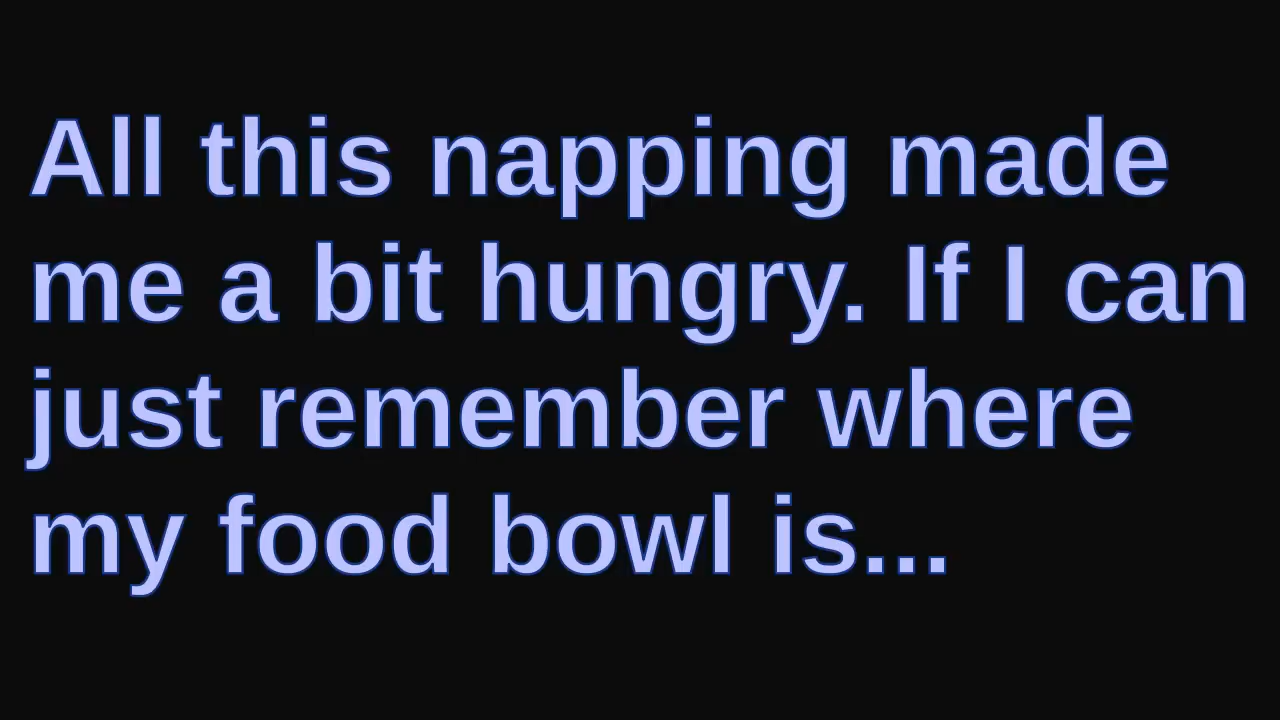 All this napping made
me a bit hungry. If I can
just remember where
my food bowl is...